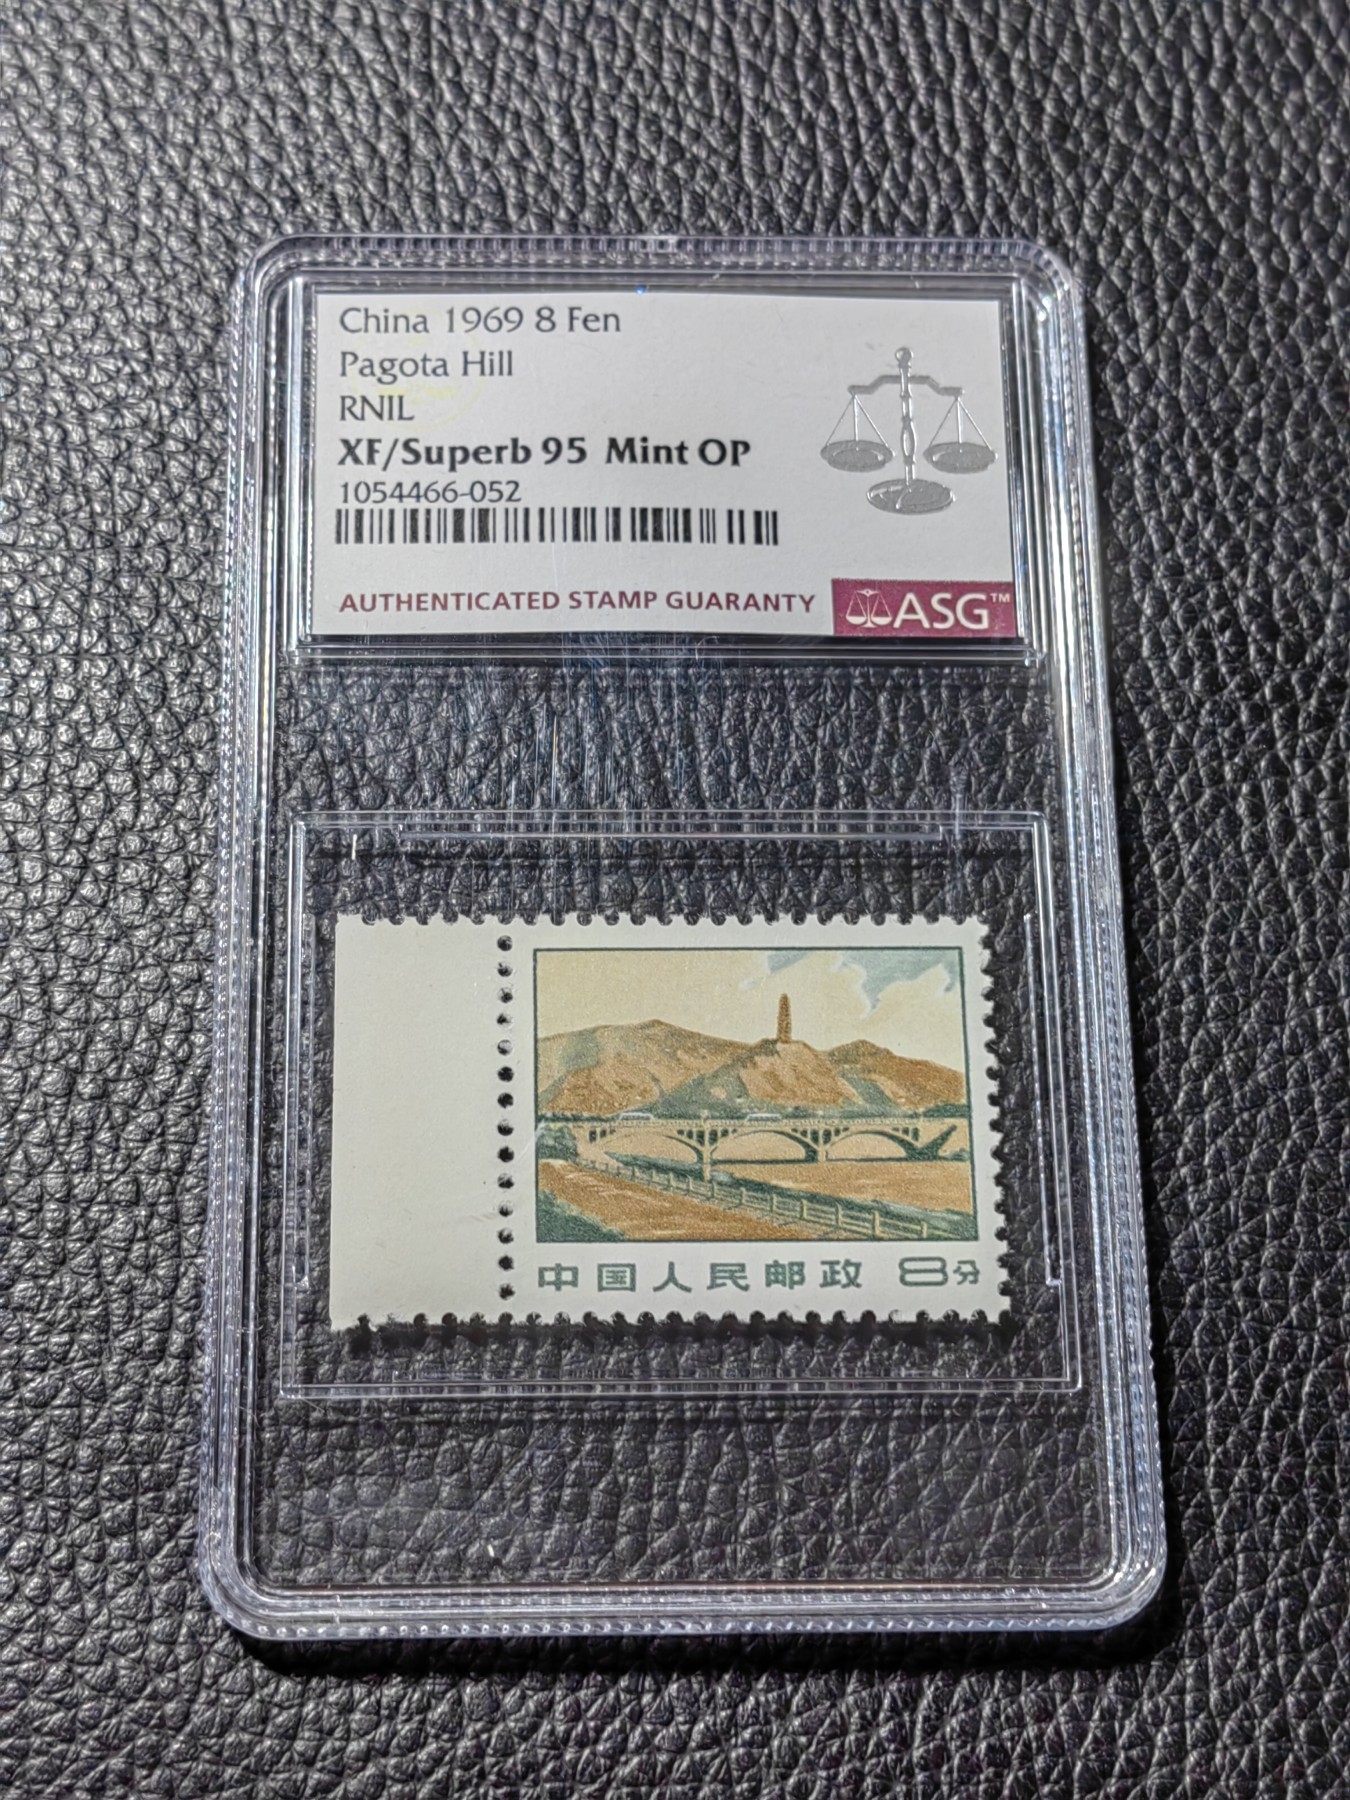 China 1969 8 Fen
Pagota Hill
RNIL
XF/Superb 95 Mint OP
1054466-052
AUTHENTICATED STAMP GUARANTY
ASG™
中国人民邮政 8分